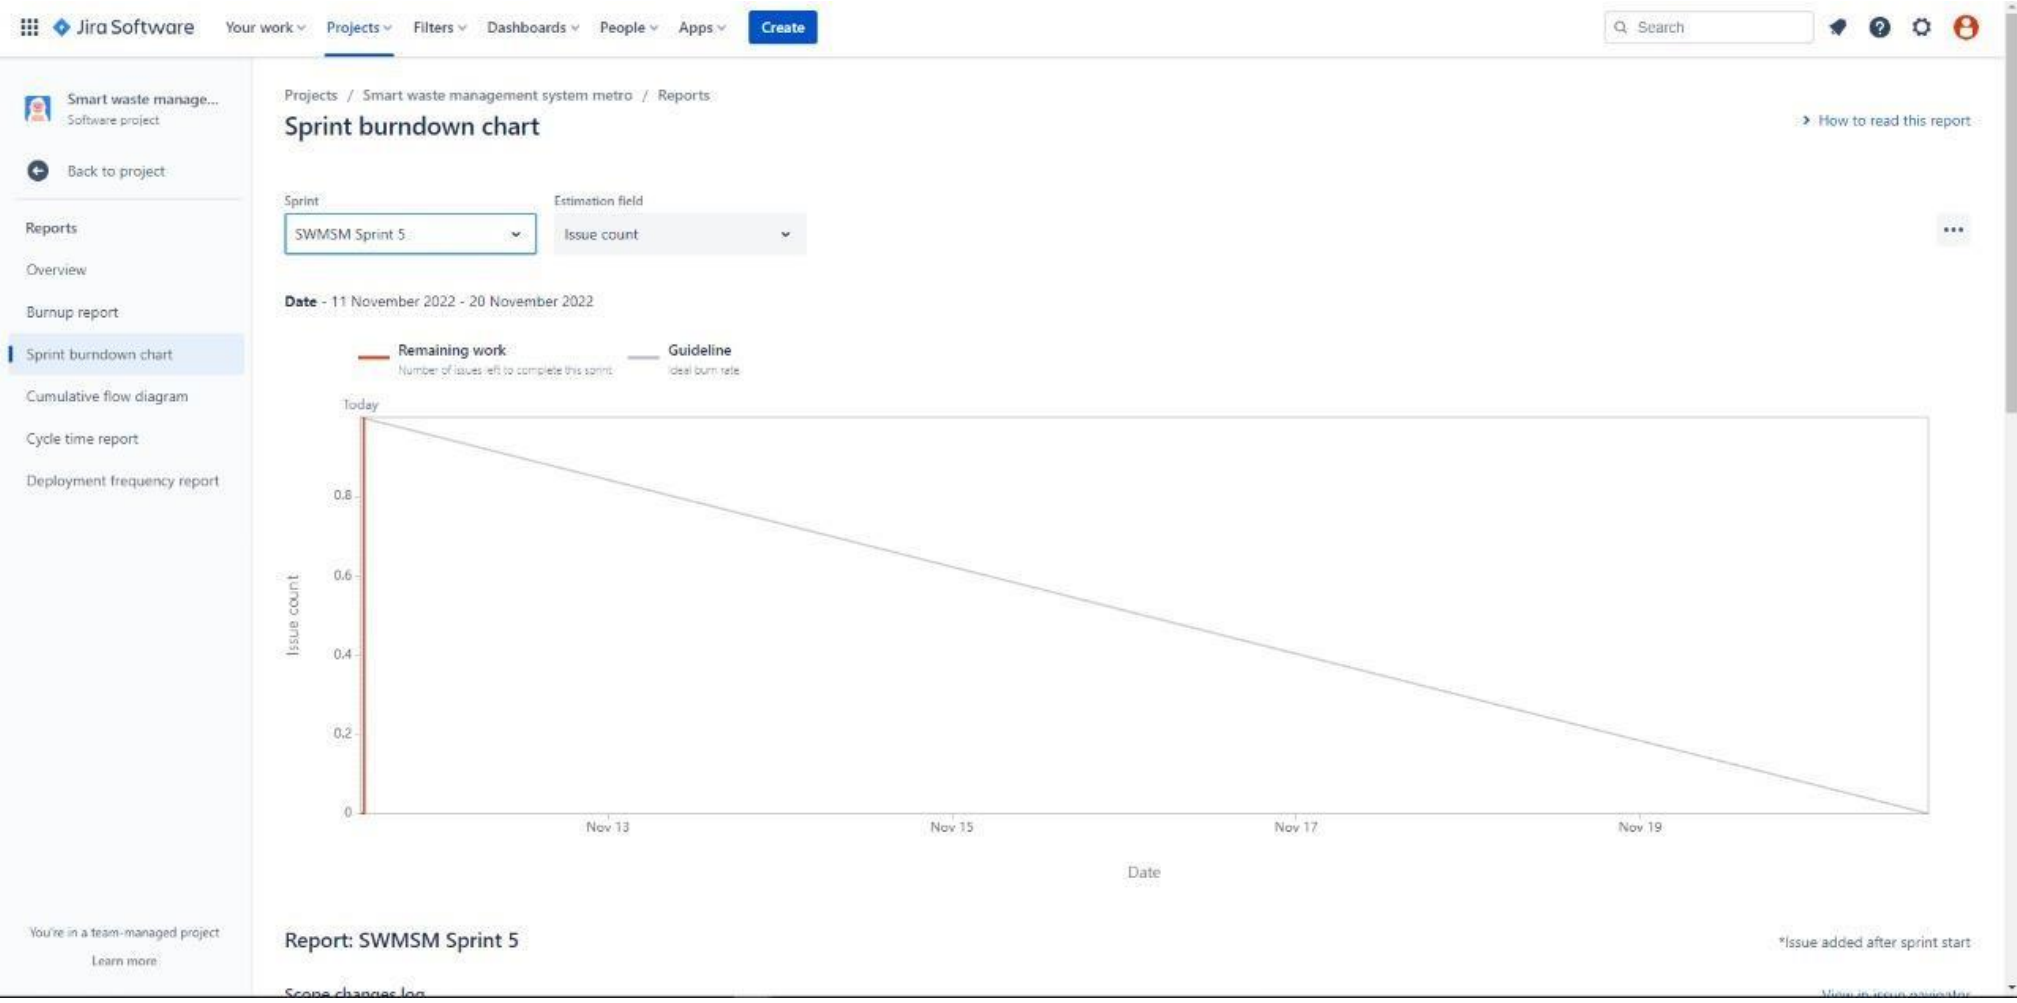 Jira Software Your work Projects Filters Dashboards People Apps Create Search
Smart waste manage...
Software project
Back to project
Reports
Overview
Burnup report
Sprint burndown chart
Cumulative flow diagram
Cycle time report
Deployment frequency report
You're in a team-managed project
Learn more
Projects / Smart waste management system metro / Reports
Sprint burndown chart
How to read this report
Sprint Estimation field
SWMSM Sprint 5 Issue count
Date - 11 November 2022 - 20 November 2022
Remaining work Guideline
Number of issues left to complete this sprint Ideal burn rate
Today
0.8
0.6
0.4
0.2
0
Issue count
Nov 13 Nov 15 Nov 17 Nov 19
Date
Report: SWMSM Sprint 5
*Issue added after sprint start
Scope changes log
View in issue navigator